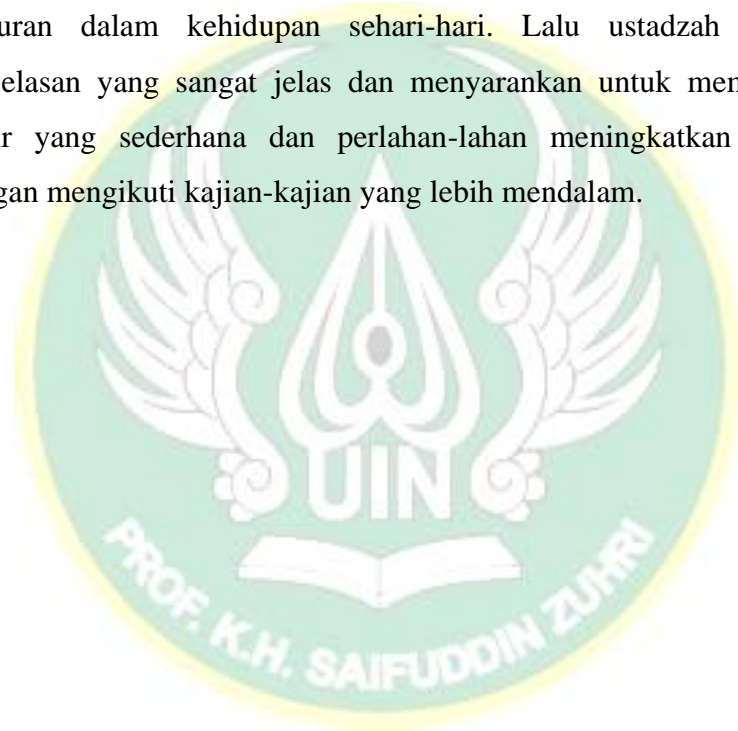 uran dalam kehidupan sehari-hari. Lalu ustadzah
elasan yang sangat jelas dan menyarankan untuk men
r yang sederhana dan perlahan-lahan meningkatkan
gan mengikuti kajian-kajian yang lebih mendalam.
UIN
PROF. K.H. SAIFUDDIN ZUHRI